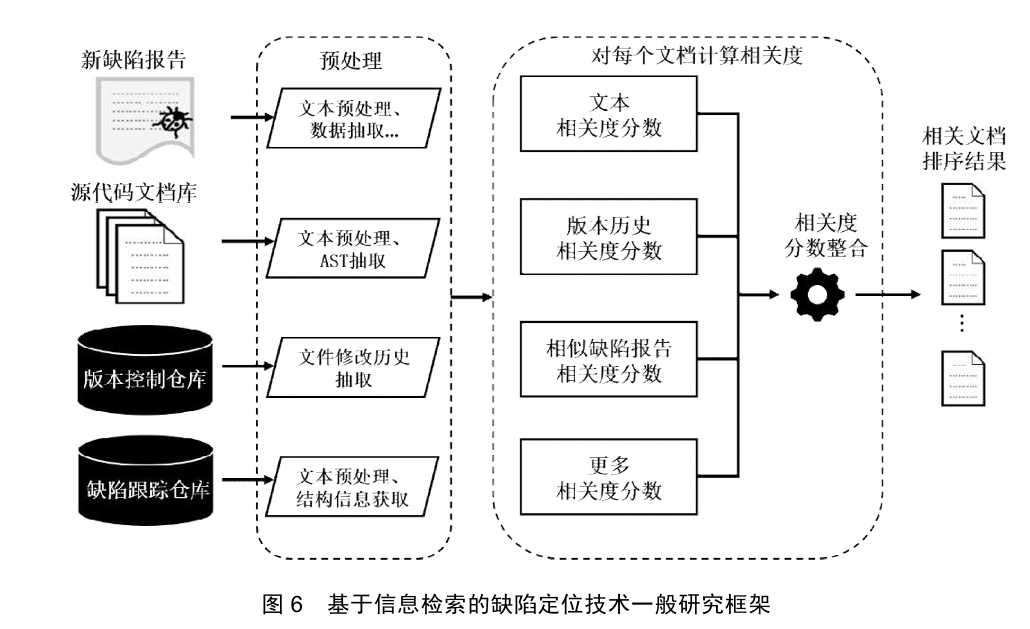 新缺陷报告
预处理
对每个文档计算相关度
文本预处理、
数据抽取...
文本
相关度分数
相关文档
排序结果
源代码文档库
文本预处理、
AST抽取
版本历史
相关度分数
相关度
分数整合
版本控制仓库
文件修改历史
抽取
相似缺陷报告
相关度分数
缺陷跟踪仓库
文本预处理、
结构信息获取
更多
相关度分数
图 6 基于信息检索的缺陷定位技术一般研究框架